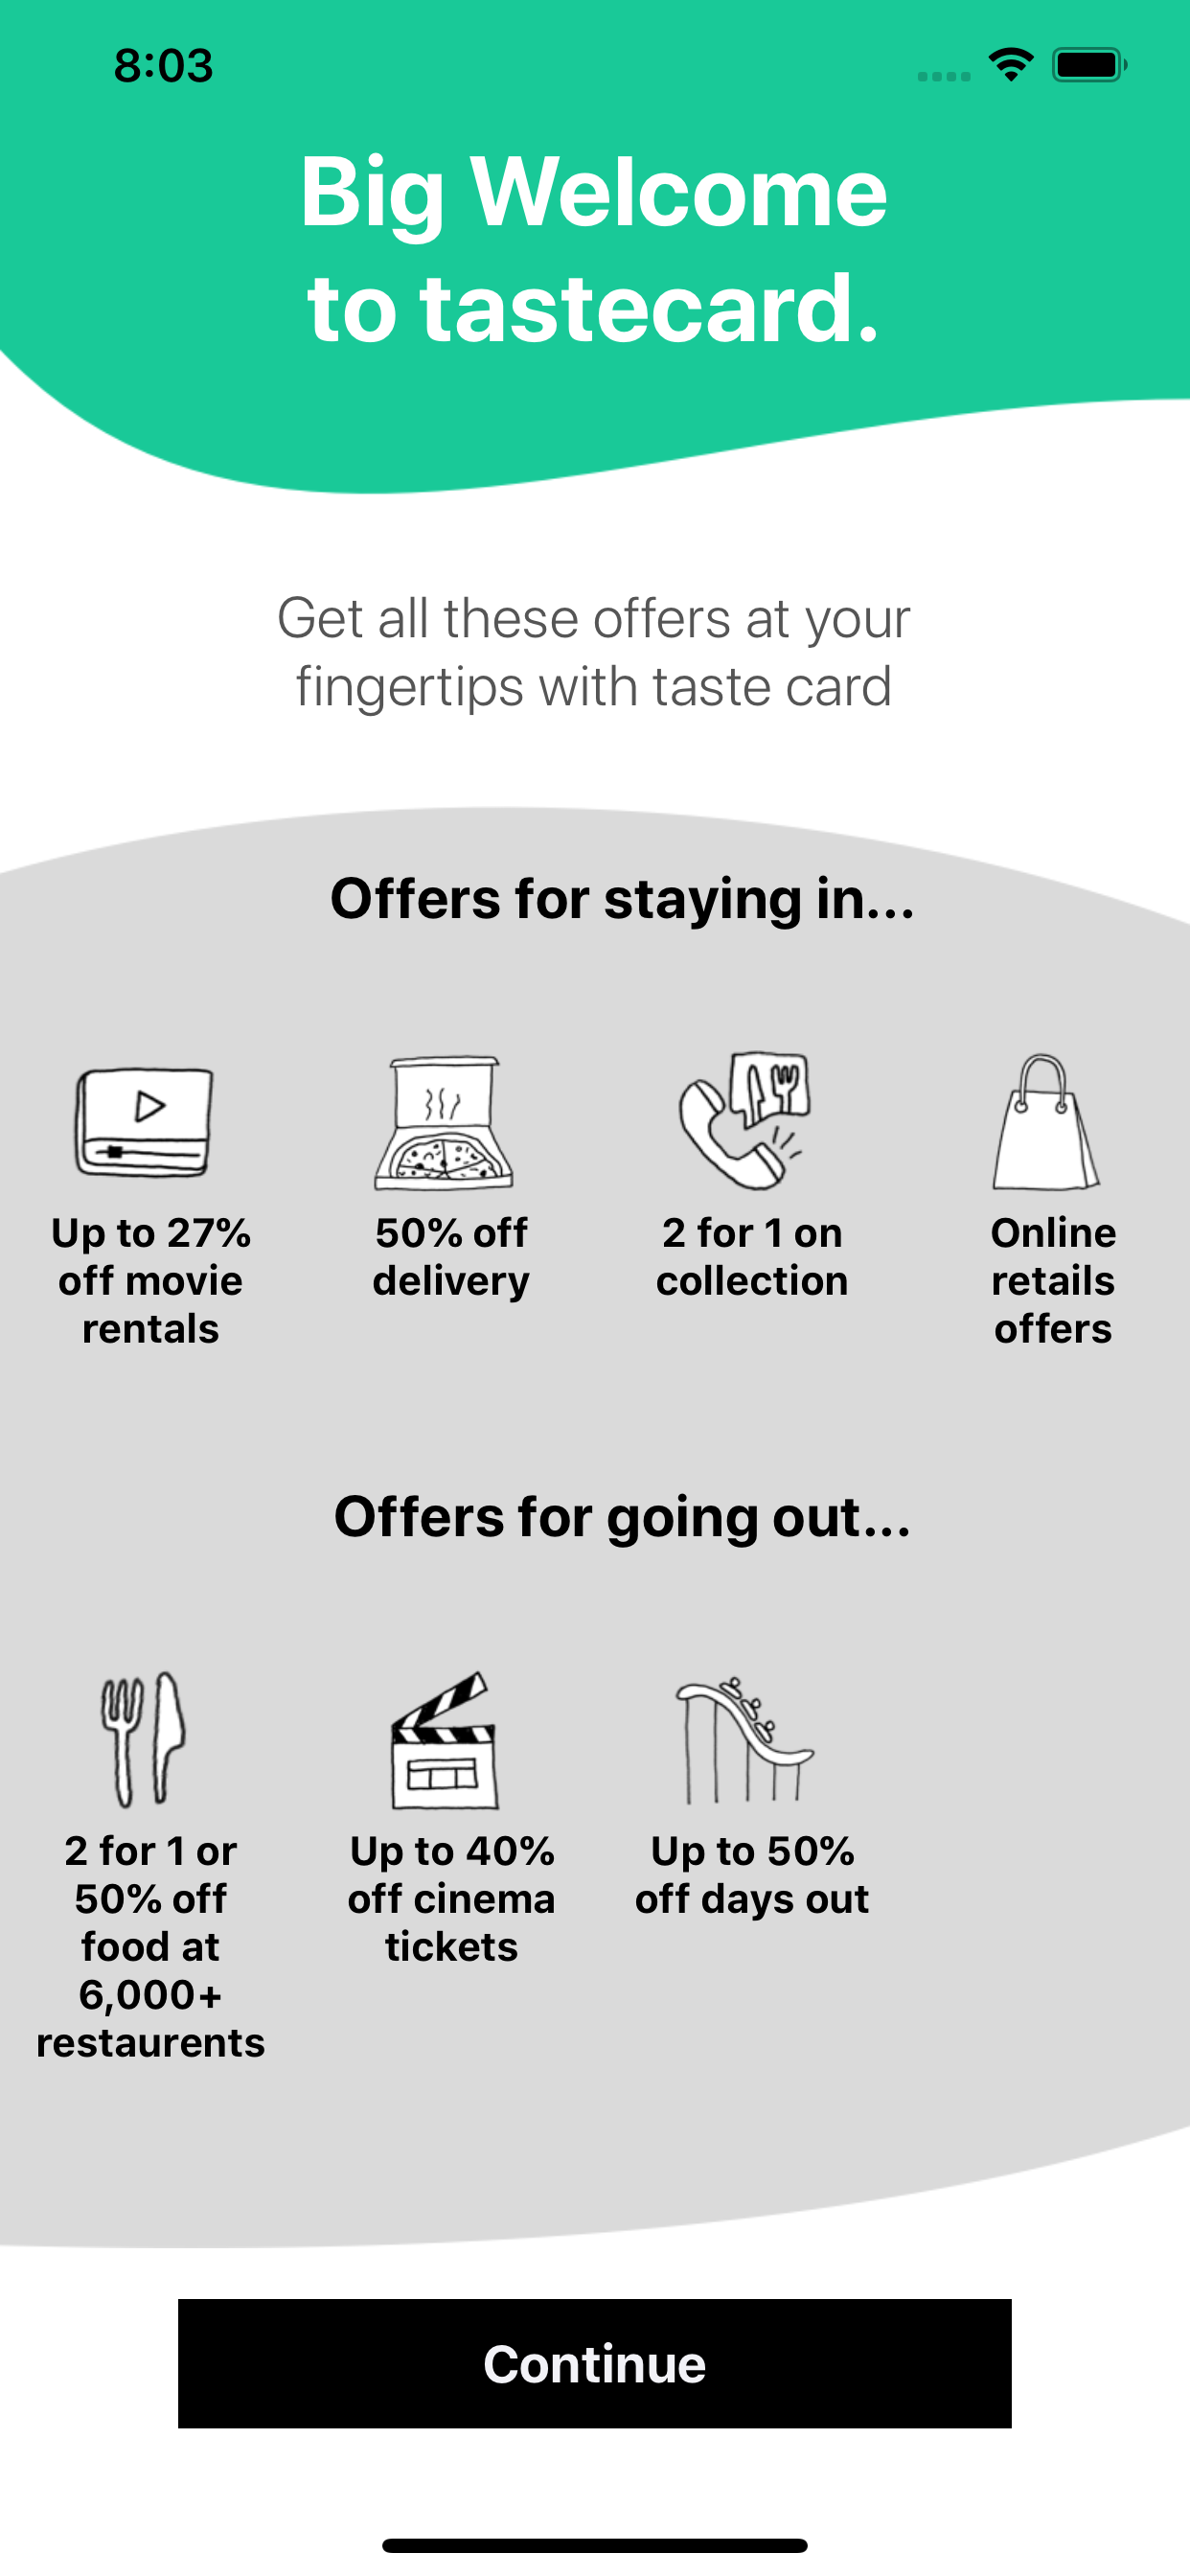 8:03
Big Welcome
to tastecard.
Get all these offers at your
fingertips with taste card
Offers for staying in...
Up to 27%
off movie
rentals
50% off
delivery
2 for 1 on
collection
Online
retails
offers
Offers for going out...
2 for 1 or
50% off
food at
6,000+
restaurents
Up to 40%
off cinema
tickets
Up to 50%
off days out
Continue